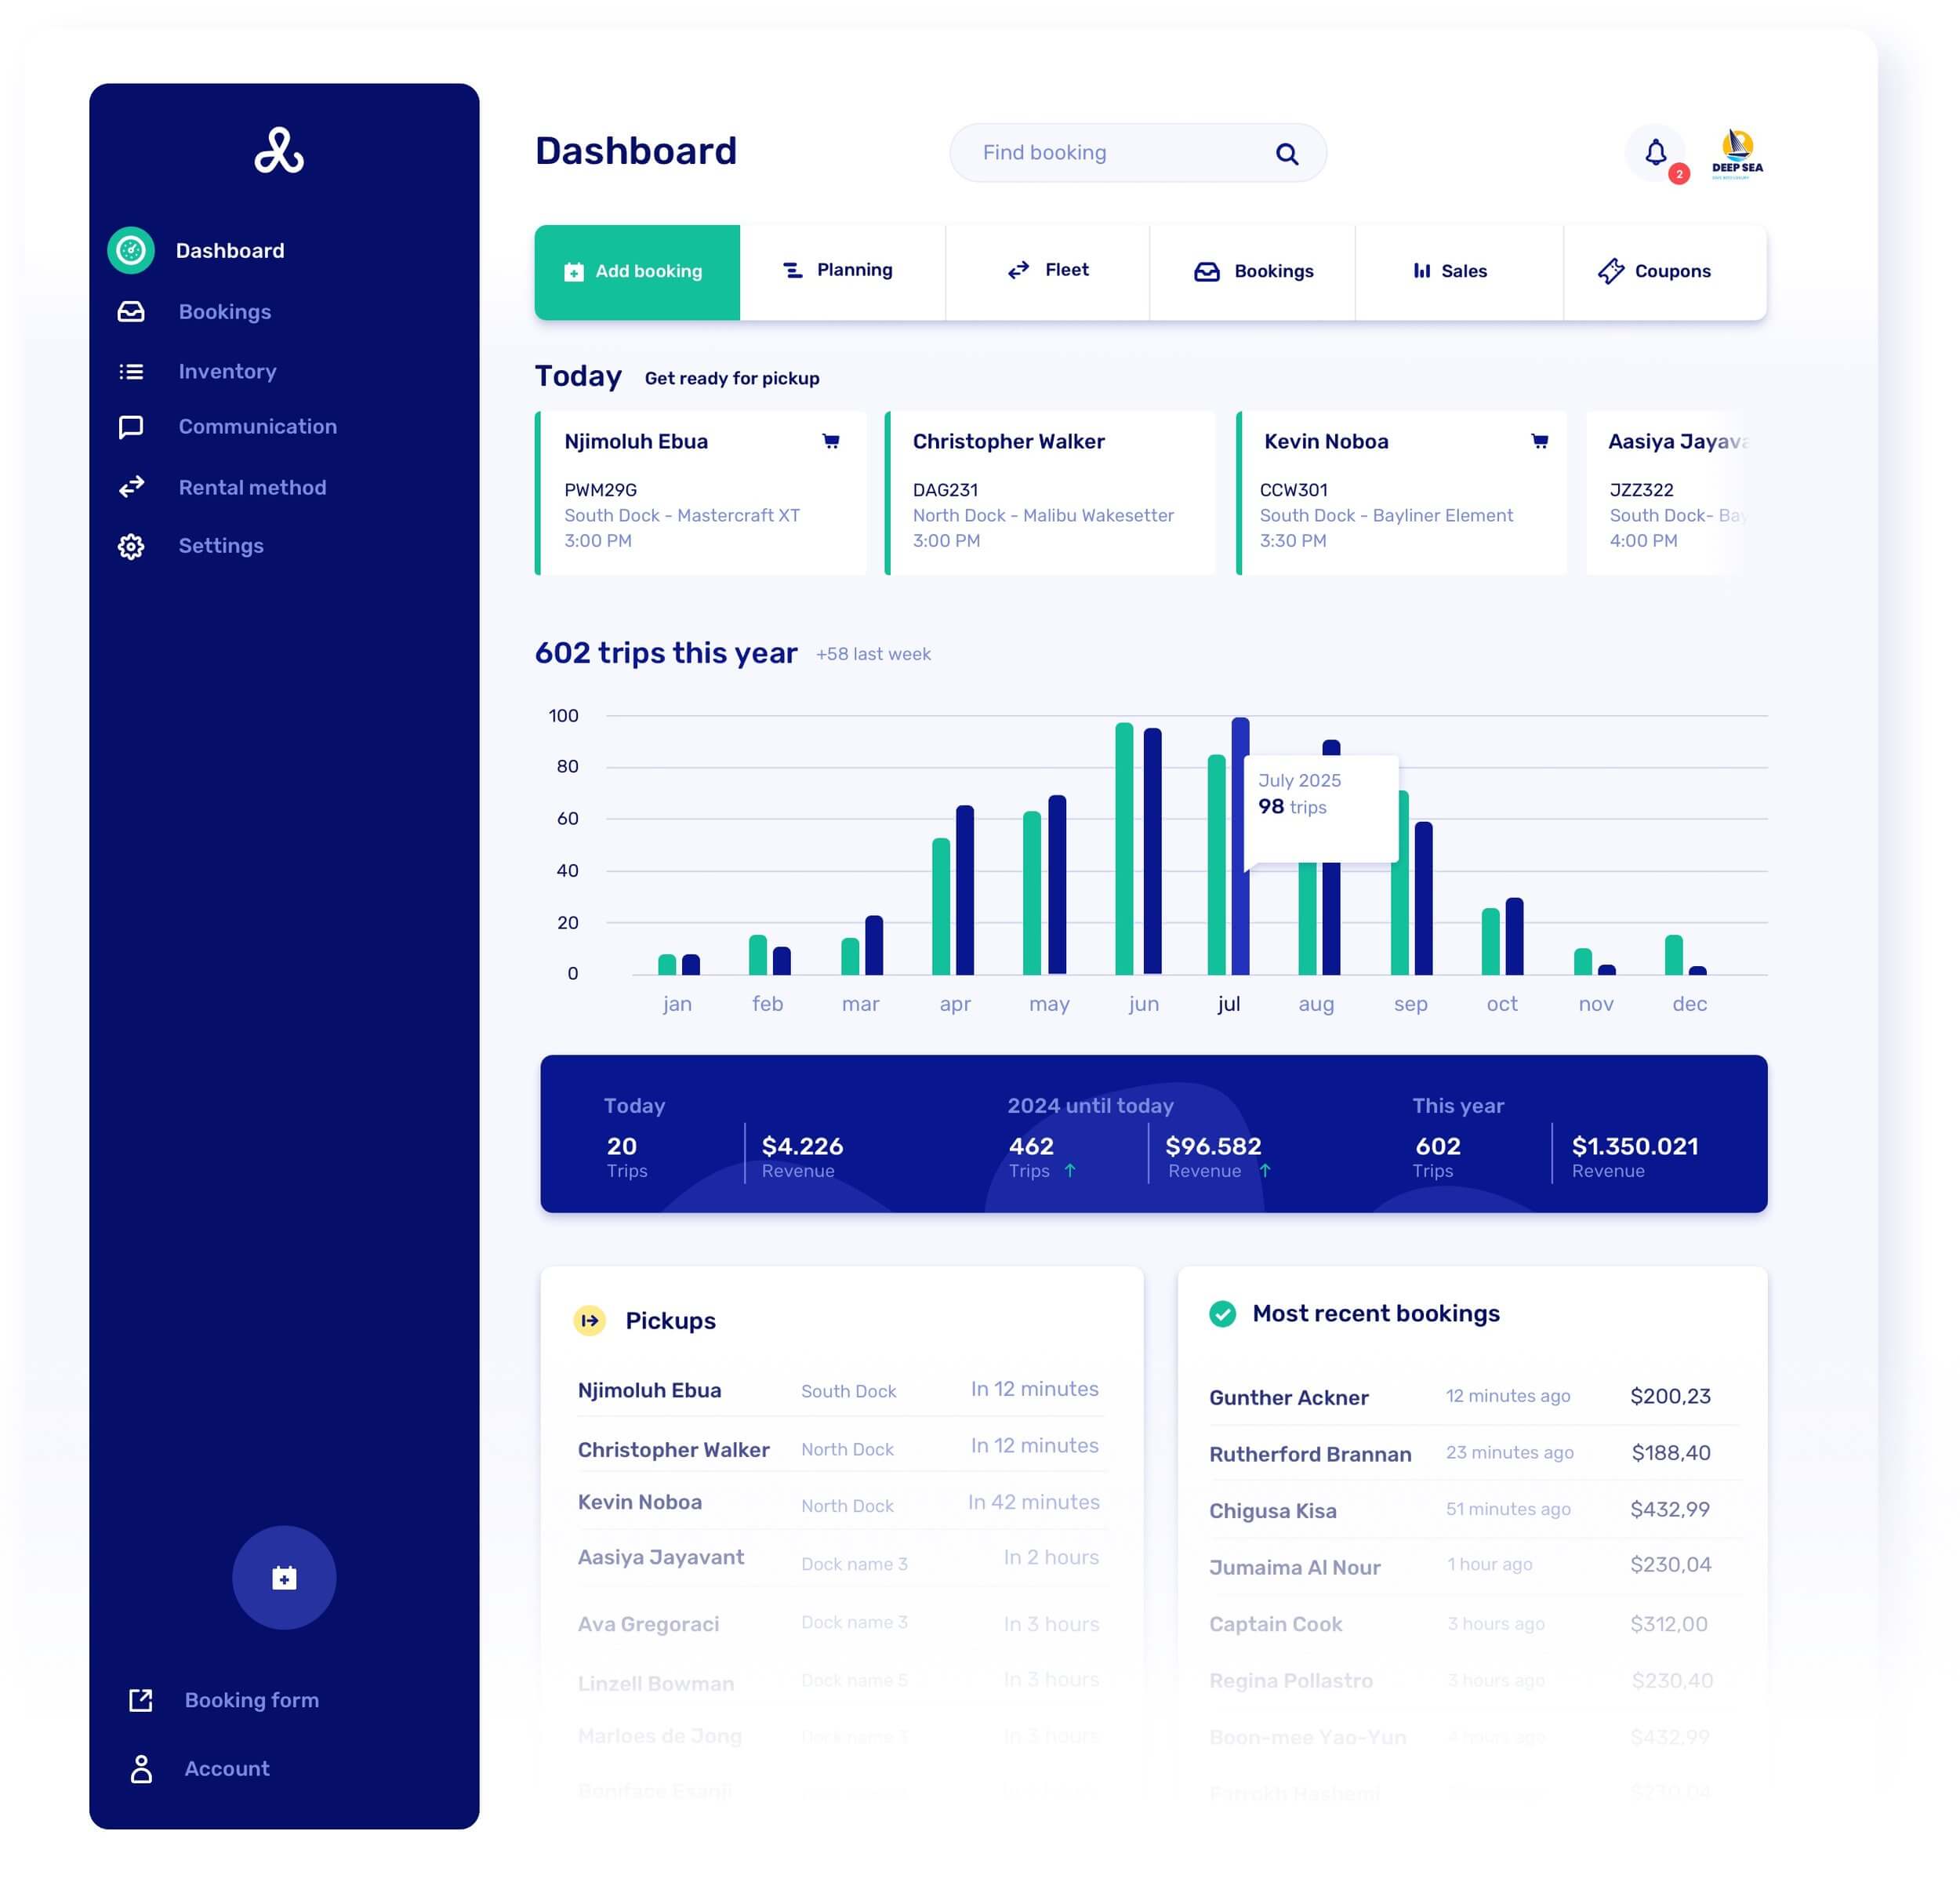 Dashboard
Find booking
2
DEEP SEA
Dashboard
Bookings
Inventory
Communication
Rental method
Settings
Booking form
Account
Add booking
Planning
Fleet
Bookings
Sales
Coupons
Today Get ready for pickup
Njimoluh Ebua
PWM29G
South Dock - Mastercraft XT
3:00 PM
Christopher Walker
DAG231
North Dock - Malibu Wakesetter
3:00 PM
Kevin Noboa
CCW301
South Dock - Bayliner Element
3:30 PM
Aasiya Jayava
JZZ322
South Dock- Bay
4:00 PM
602 trips this year +58 last week
100
80
60
40
20
0
July 2025
98 trips
jan feb mar apr may jun jul aug sep oct nov dec
Today
20 $4.226
Trips Revenue
2024 until today
462 $96.582
Trips Revenue
This year
602 $1.350.021
Trips Revenue
Pickups
Njimoluh Ebua South Dock In 12 minutes
Christopher Walker North Dock In 12 minutes
Kevin Noboa North Dock In 42 minutes
Aasiya Jayavant Dock name 3 In 2 hours
Ava Gregoraci Dock name 3 In 3 hours
Linzell Bowman Dock name 5 In 3 hours
Marloes de Jong Dock name 3 In 3 hours
Boniface Esanji
Most recent bookings
Gunther Ackner 12 minutes ago $200,23
Rutherford Brannan 23 minutes ago $188,40
Chigusa Kisa 51 minutes ago $432,99
Jumaima Al Nour 1 hour ago $230,04
Captain Cook 3 hours ago $312,00
Regina Pollastro 3 hours ago $230,40
Boon-mee Yao-Yun 4 hours ago $432,99
Farrokh Hashemi $230,04